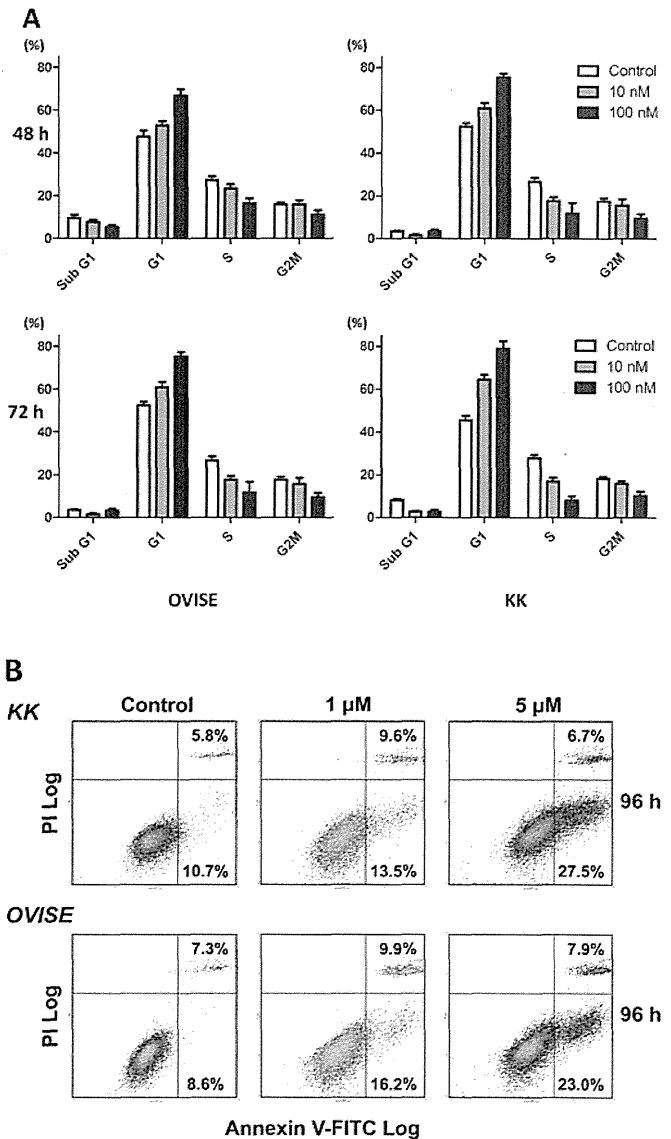 A
(%)
80
60
40
20
0
48 h
Sub G1
G1
S
G2M
(%)
80
60
40
20
0
Control
10 nM
100 nM
Sub G1
G1
S
G2M
(%)
80
60
40
20
0
72 h
Sub G1
G1
S
G2M
OVISE
(%)
80
60
40
20
0
Control
10 nM
100 nM
Sub G1
G1
S
G2M
KK
B
Control
1 µM
5 µM
KK
PI Log
5.8%
10.7%
9.6%
13.5%
6.7%
27.5%
96 h
OVISE
PI Log
7.3%
8.6%
9.9%
16.2%
7.9%
23.0%
96 h
Annexin V-FITC Log